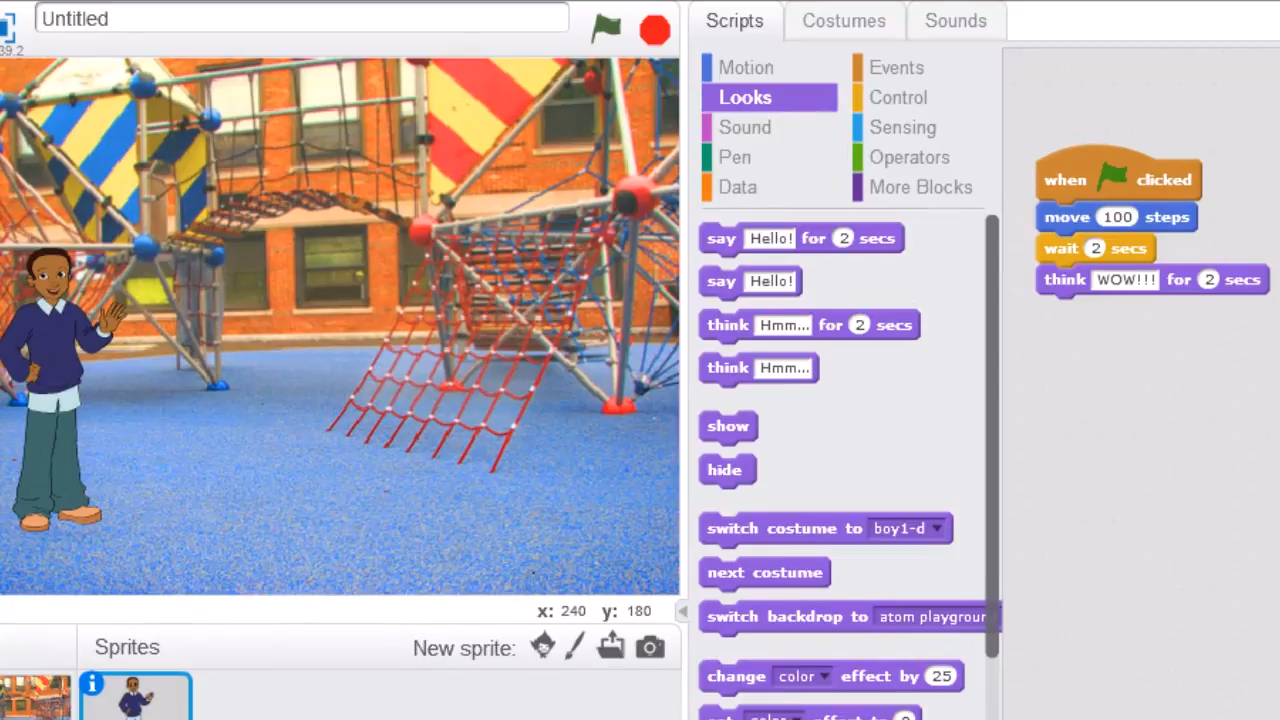 Untitled
39.2
Scripts
Costumes
Sounds
Motion
Looks
Sound
Pen
Data
Events
Control
Sensing
Operators
More Blocks
say Hello! for 2 secs
say Hello!
think Hmm... for 2 secs
think Hmm...
show
hide
switch costume to boy1-d
next costume
switch backdrop to atom playgroun
change color effect by 25
when clicked
move 100 steps
wait 2 secs
think WOW!!! for 2 secs
x: 240 y: 180
Sprites
New sprite:
i